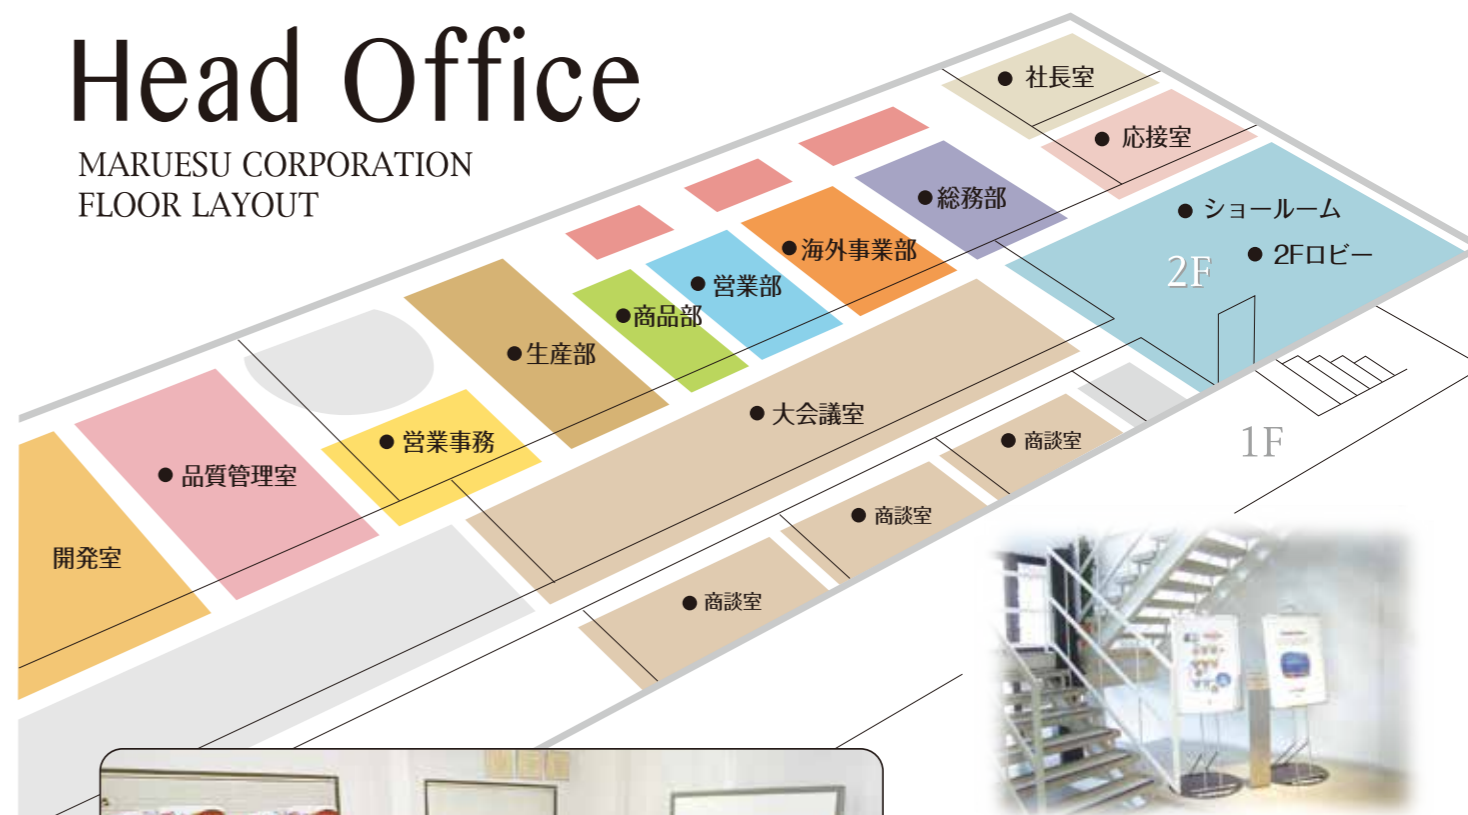 Head Office
MARUESU CORPORATION
FLOOR LAYOUT
● 社長室
● 応接室
● ショールーム
● 2Fロビー
2F
● 総務部
● 海外事業部
● 営業部
● 商品部
● 生産部
● 営業事務
● 品質管理室
開発室
● 大会議室
● 商談室
● 商談室
● 商談室
1F